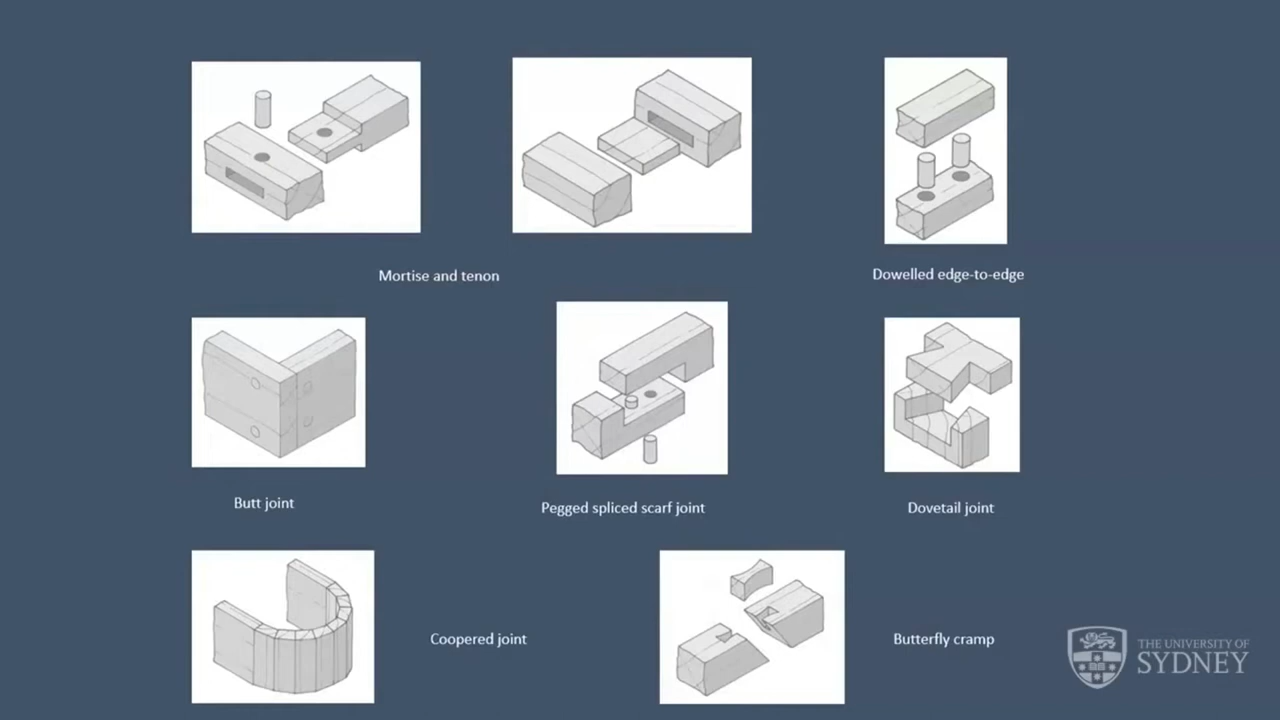 Mortise and tenon
Dowelled edge-to-edge
Butt joint
Pegged spliced scarf joint
Dovetail joint
Coopered joint
Butterfly cramp
THE UNIVERSITY OF
SYDNEY